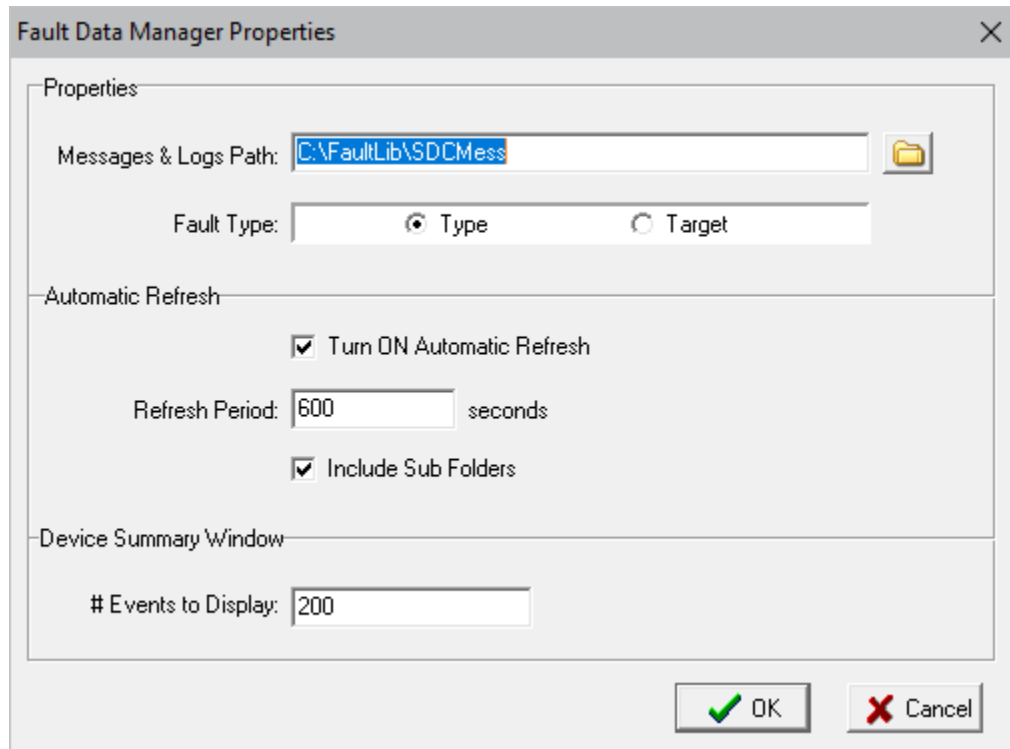 Fault Data Manager Properties
Properties
Messages & Logs Path: C:\FaultLib\SDCMess
Fault Type: Type Target
Automatic Refresh
Turn ON Automatic Refresh
Refresh Period: 600 seconds
Include Sub Folders
Device Summary Window
# Events to Display: 200
OK Cancel